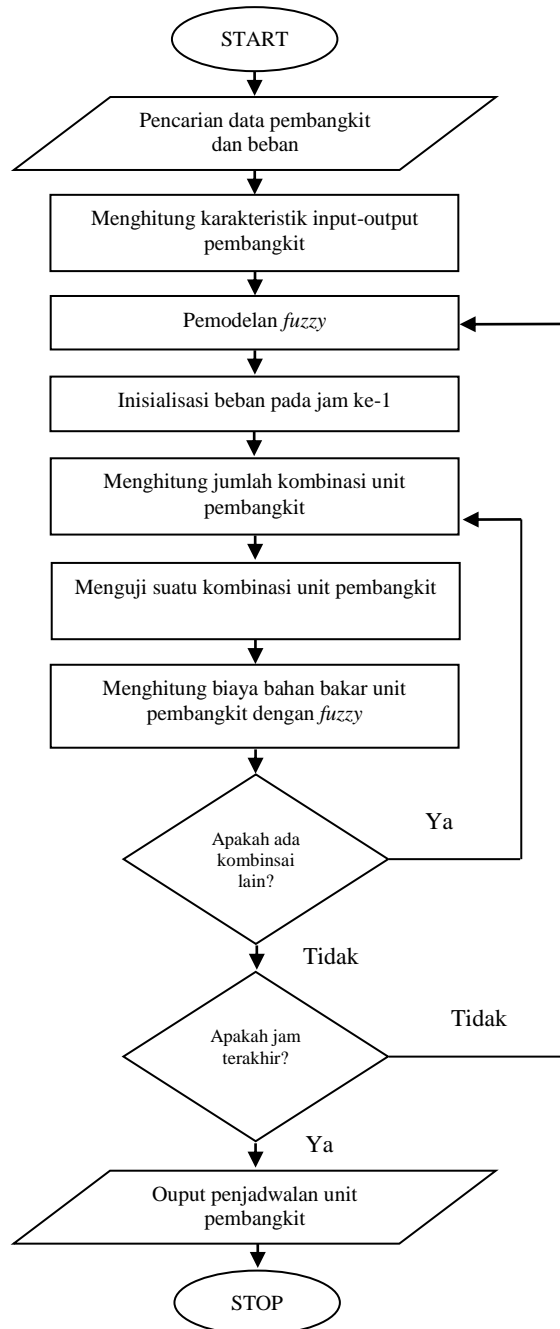 START
Pencarian data pembangkit
dan beban
Menghitung karakteristik input-output
pembangkit
Pemodelan fuzzy
Inisialisasi beban pada jam ke-1
Menghitung jumlah kombinasi unit
pembangkit
Menguji suatu kombinasi unit pembangkit
Menghitung biaya bahan bakar unit
pembangkit dengan fuzzy
Apakah ada
kombinsai
lain?
Ya
Tidak
Apakah jam
terakhir?
Tidak
Ya
Ouput penjadwalan unit
pembangkit
STOP